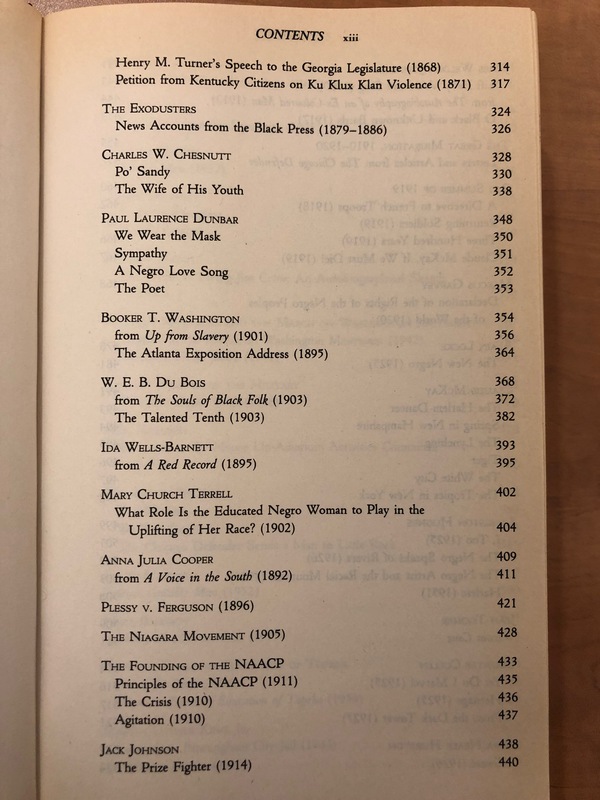 CONTENTS xiii
Henry M. Turner's Speech to the Georgia Legislature (1868) 314
Petition from Kentucky Citizens on Ku Klux Klan Violence (1871) 317
THE EXODUSTERS 324
News Accounts from the Black Press (1879–1886) 326
CHARLES W. CHESNUTT 328
Po' Sandy 330
The Wife of His Youth 338
PAUL LAURENCE DUNBAR 348
We Wear the Mask 350
Sympathy 351
A Negro Love Song 352
The Poet 353
BOOKER T. WASHINGTON 354
from Up from Slavery (1901) 356
The Atlanta Exposition Address (1895) 364
W. E. B. DU BOIS 368
from The Souls of Black Folk (1903) 372
The Talented Tenth (1903) 382
IDA WELLS-BARNETT 393
from A Red Record (1895) 395
MARY CHURCH TERRELL 402
What Role Is the Educated Negro Woman to Play in the
Uplifting of Her Race? (1902) 404
ANNA JULIA COOPER 409
from A Voice in the South (1892) 411
PLESSY V. FERGUSON (1896) 421
THE NIAGARA MOVEMENT (1905) 428
THE FOUNDING OF THE NAACP 433
Principles of the NAACP (1911) 435
The Crisis (1910) 436
Agitation (1910) 437
JACK JOHNSON 438
The Prize Fighter (1914) 440